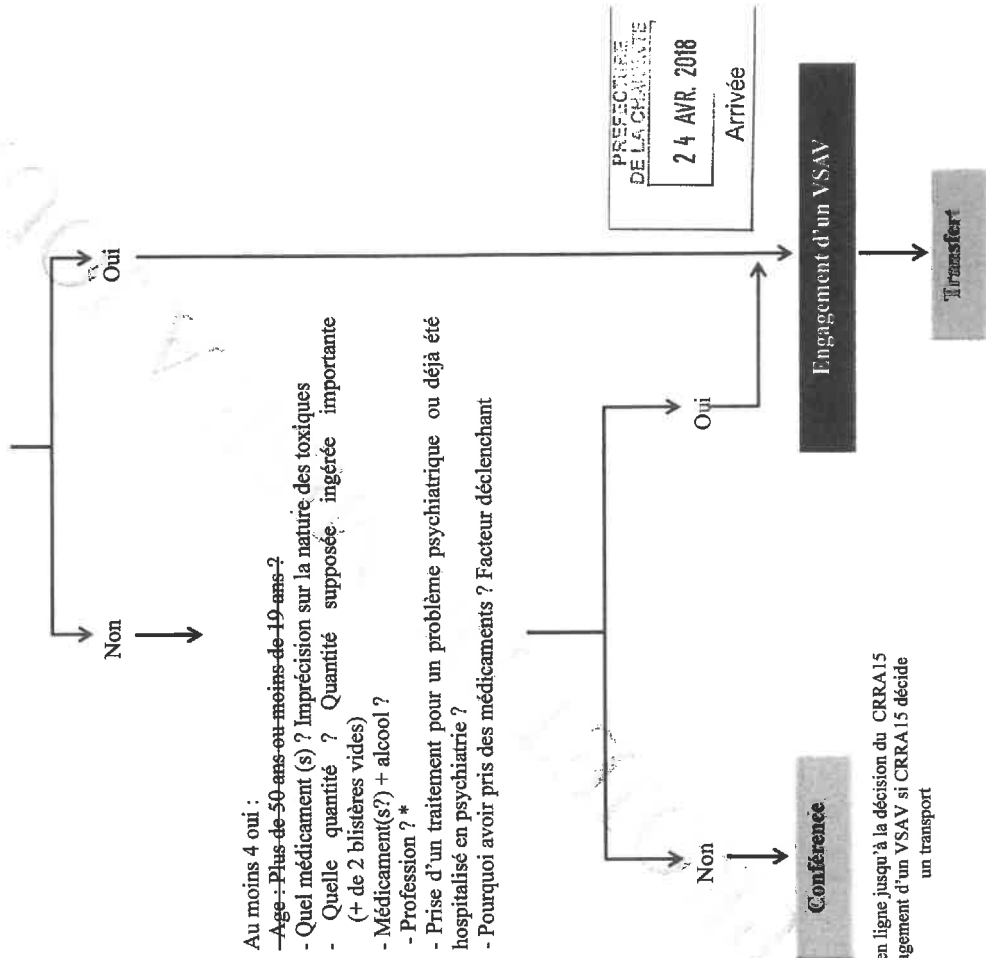 Non
Oui
Au moins 4 oui :
- Age : Plus de 50 ans ou moins de 19 ans ?
- Quel médicament (s) ? Imprécision sur la nature des toxiques
- Quelle quantité ? Quantité supposée ingérée importante
(+ de 2 blistères vides)
- Médicament(s?) + alcool ?
- Profession ? *
- Prise d'un traitement pour un problème psychiatrique ou déjà été
hospitalisé en psychiatrie ?
- Pourquoi avoir pris des médicaments ? Facteur déclenchant
Non
Oui
PREFECTURE
DE LA CHARENTE
24 AVR. 2018
Arrivée
Conférence
Engagement d'un VSAV
en ligne jusqu'à la décision du CRRA15
gement d'un VSAV si CRRA15 décide
un transport
Transfert